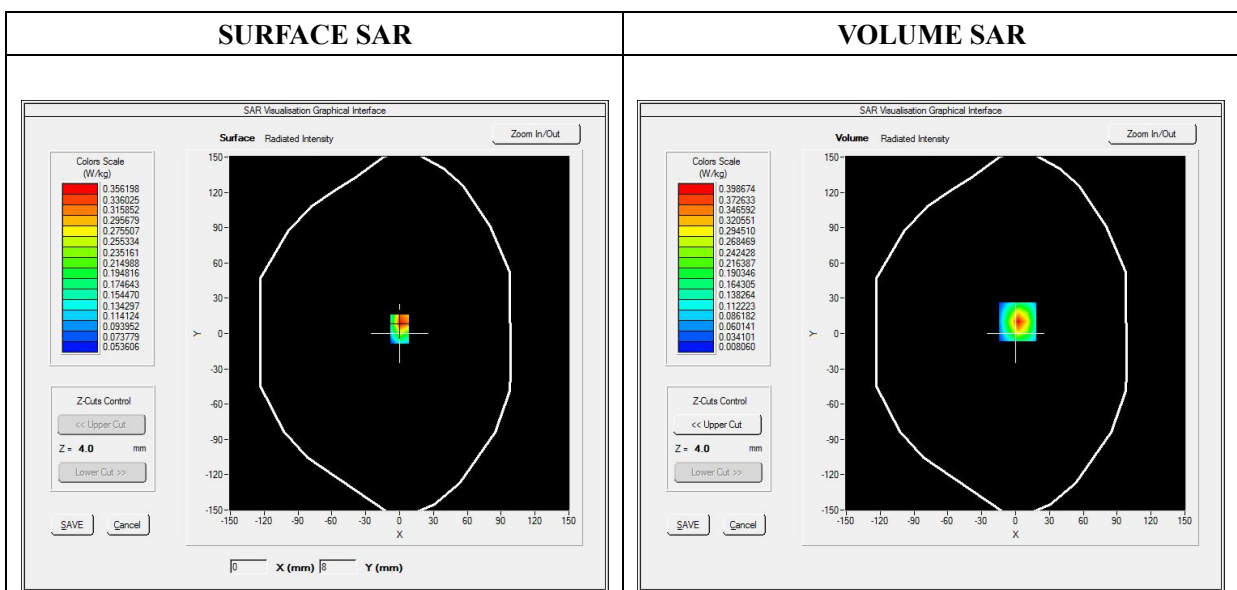 SURFACE SAR
VOLUME SAR
SAR Visualisation Graphical Interface
Surface Radiated Intensity
Zoom In/Out
Colors Scale
(W/kg)
0.356198
0.336025
0.315852
0.295679
0.275507
0.255334
0.235161
0.214988
0.194816
0.174643
0.154470
0.134297
0.114124
0.093952
0.073779
0.053606
Z-Cuts Control
<< Upper Cut
Z = 4.0 mm
Lower Cut >>
SAVE Cancel
150
120
90
60
30
0
-30
-60
-90
-120
-150
Y
-150 -120 -90 -60 -30 0 30 60 90 120 150
X
0 X (mm) 8 Y (mm)
SAR Visualisation Graphical Interface
Volume Radiated Intensity
Zoom In/Out
Colors Scale
(W/kg)
0.398674
0.372633
0.346592
0.320551
0.294510
0.268469
0.242428
0.216387
0.190346
0.164305
0.138264
0.112223
0.086182
0.060141
0.034101
0.008060
Z-Cuts Control
<< Upper Cut
Z = 4.0 mm
Lower Cut >>
SAVE Cancel
150
120
90
60
30
0
-30
-60
-90
-120
-150
Y
-150 -120 -90 -60 -30 0 30 60 90 120 150
X